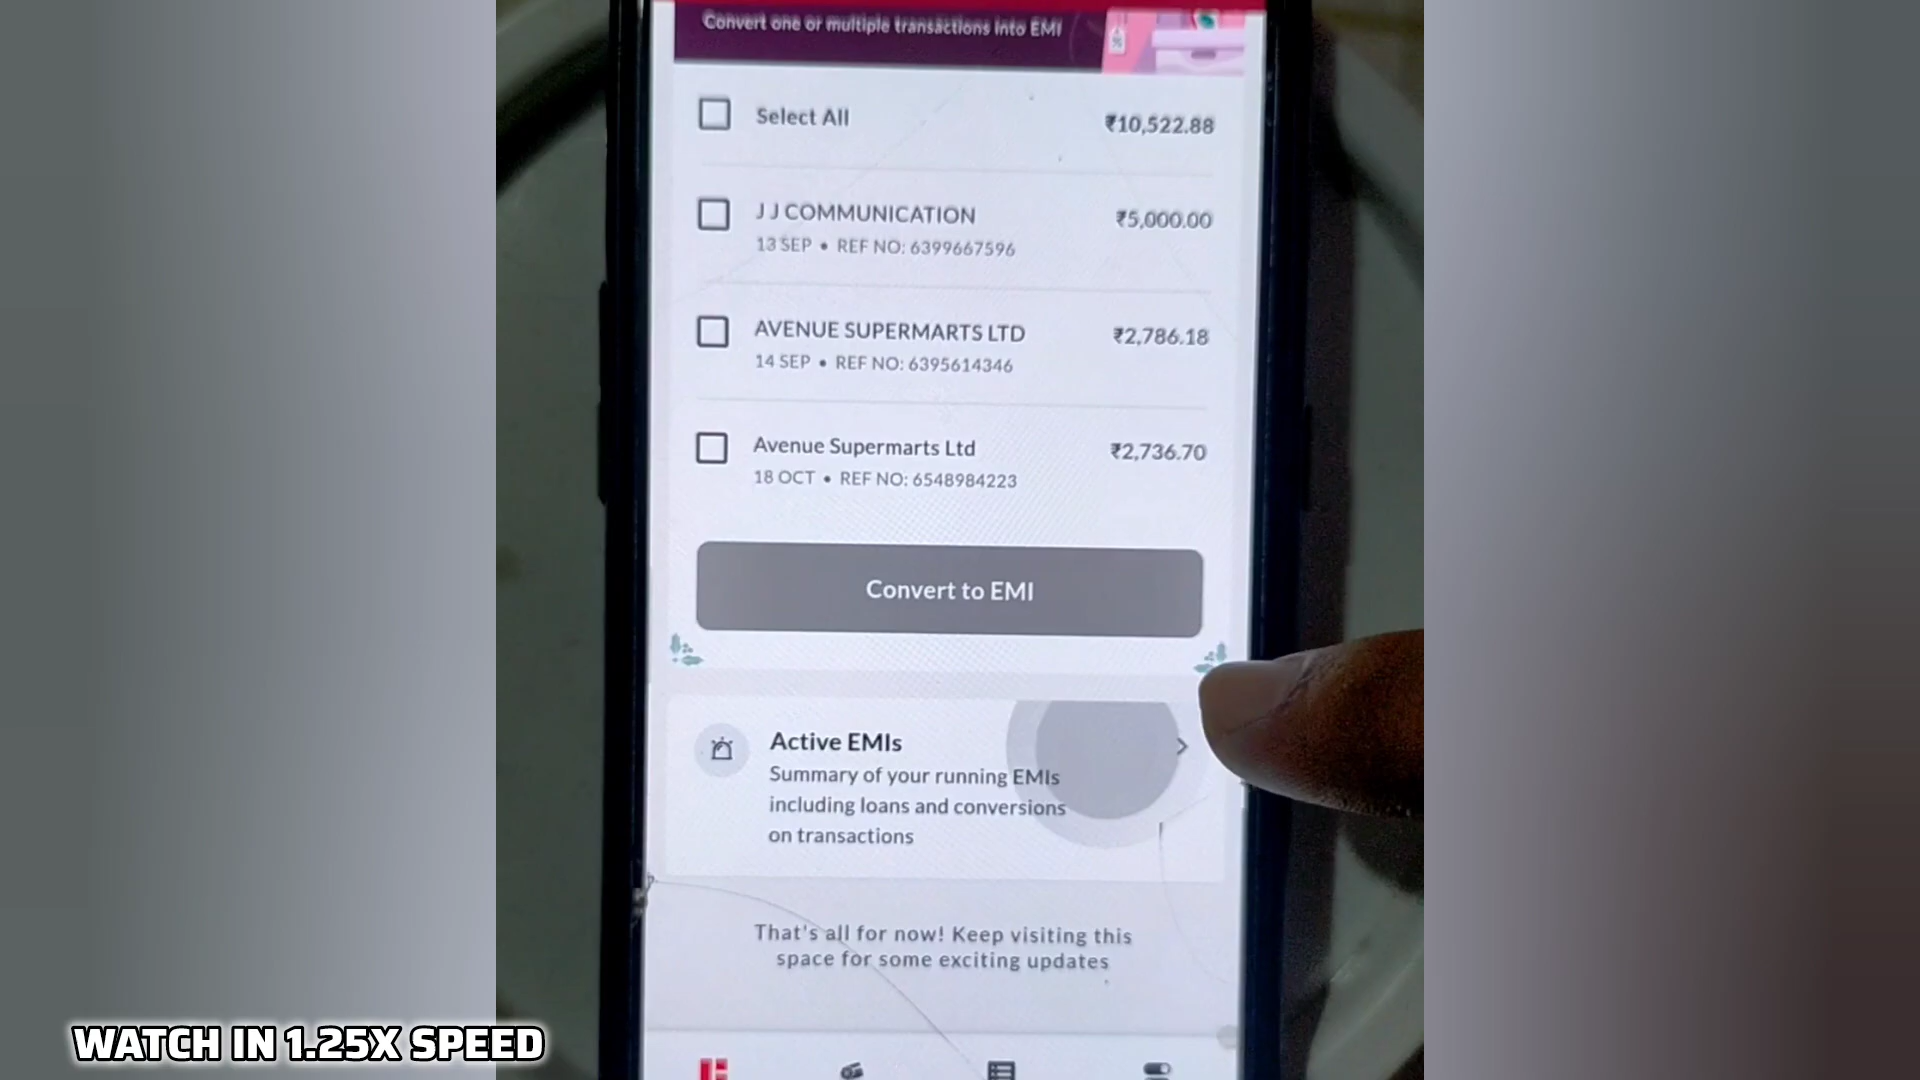 Convert one or multiple transactions into EMI
%
Select All
₹10,522.88
J J COMMUNICATION
₹5,000.00
13 SEP • REF NO: 6399667596
AVENUE SUPERMARTS LTD
₹2,786.18
14 SEP • REF NO: 6395614346
Avenue Supermarts Ltd
₹2,736.70
18 OCT • REF NO: 6548984223
Convert to EMI
Active EMIs
Summary of your running EMIs
including loans and conversions
on transactions
That's all for now! Keep visiting this
space for some exciting updates
WATCH IN 1.25X SPEED